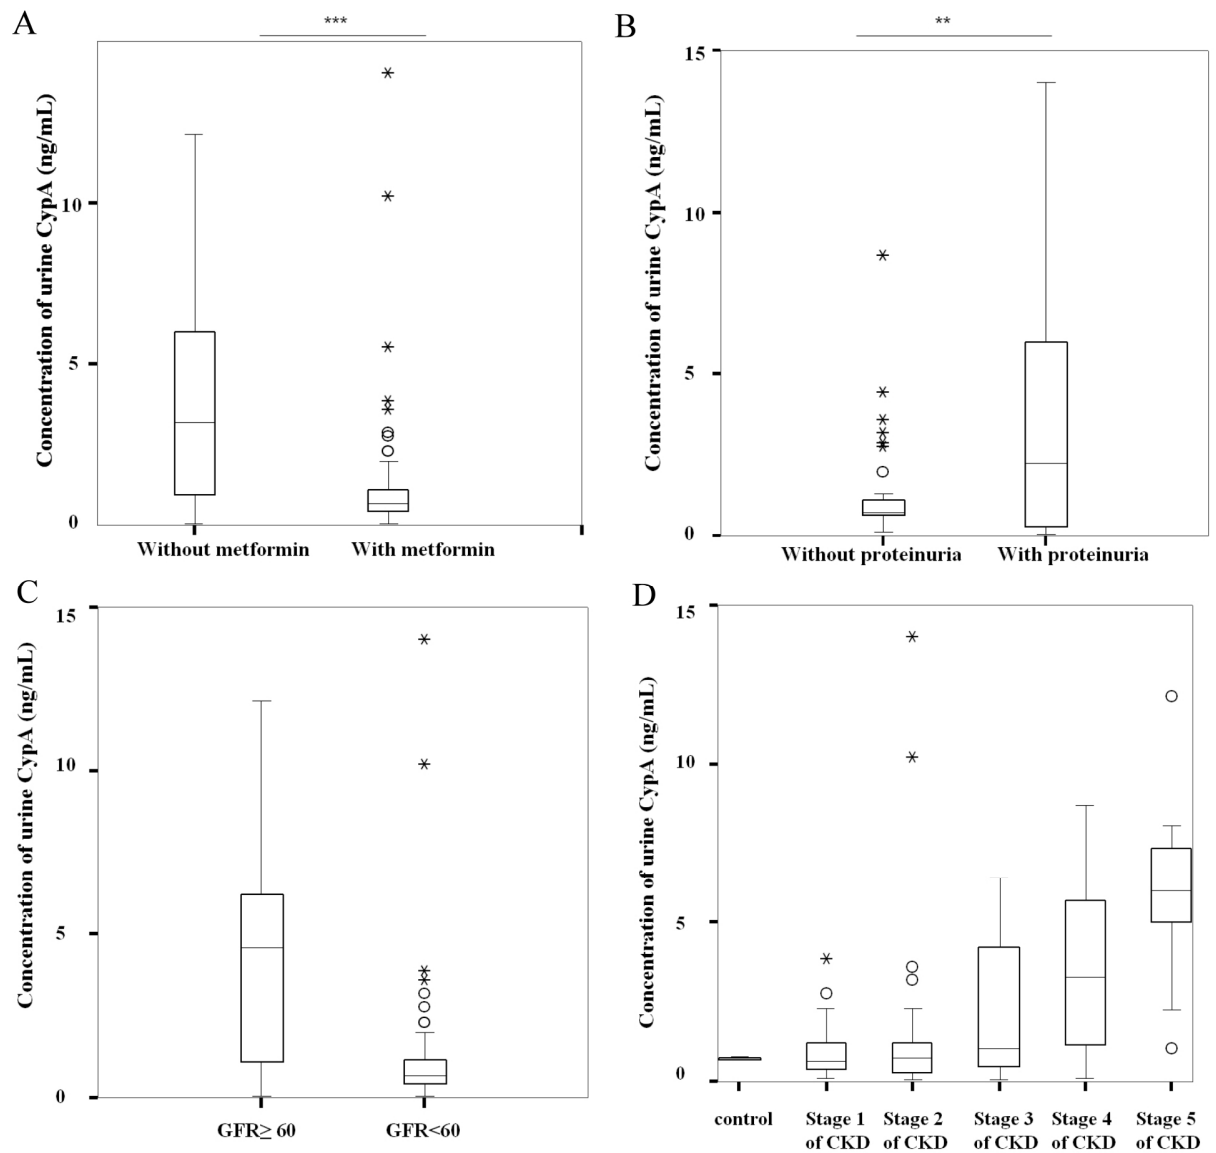 A
***
Concentration of urine CypA (ng/mL)
10
5
0
Without metformin
With metformin
B
**
Concentration of urine CypA (ng/mL)
15
10
5
0
Without proteinuria
With proteinuria
C
Concentration of urine CypA (ng/mL)
15
10
5
0
GFR≥ 60
GFR<60
D
Concentration of urine CypA (ng/mL)
15
10
5
0
control
Stage 1
of CKD
Stage 2
of CKD
Stage 3
of CKD
Stage 4
of CKD
Stage 5
of CKD